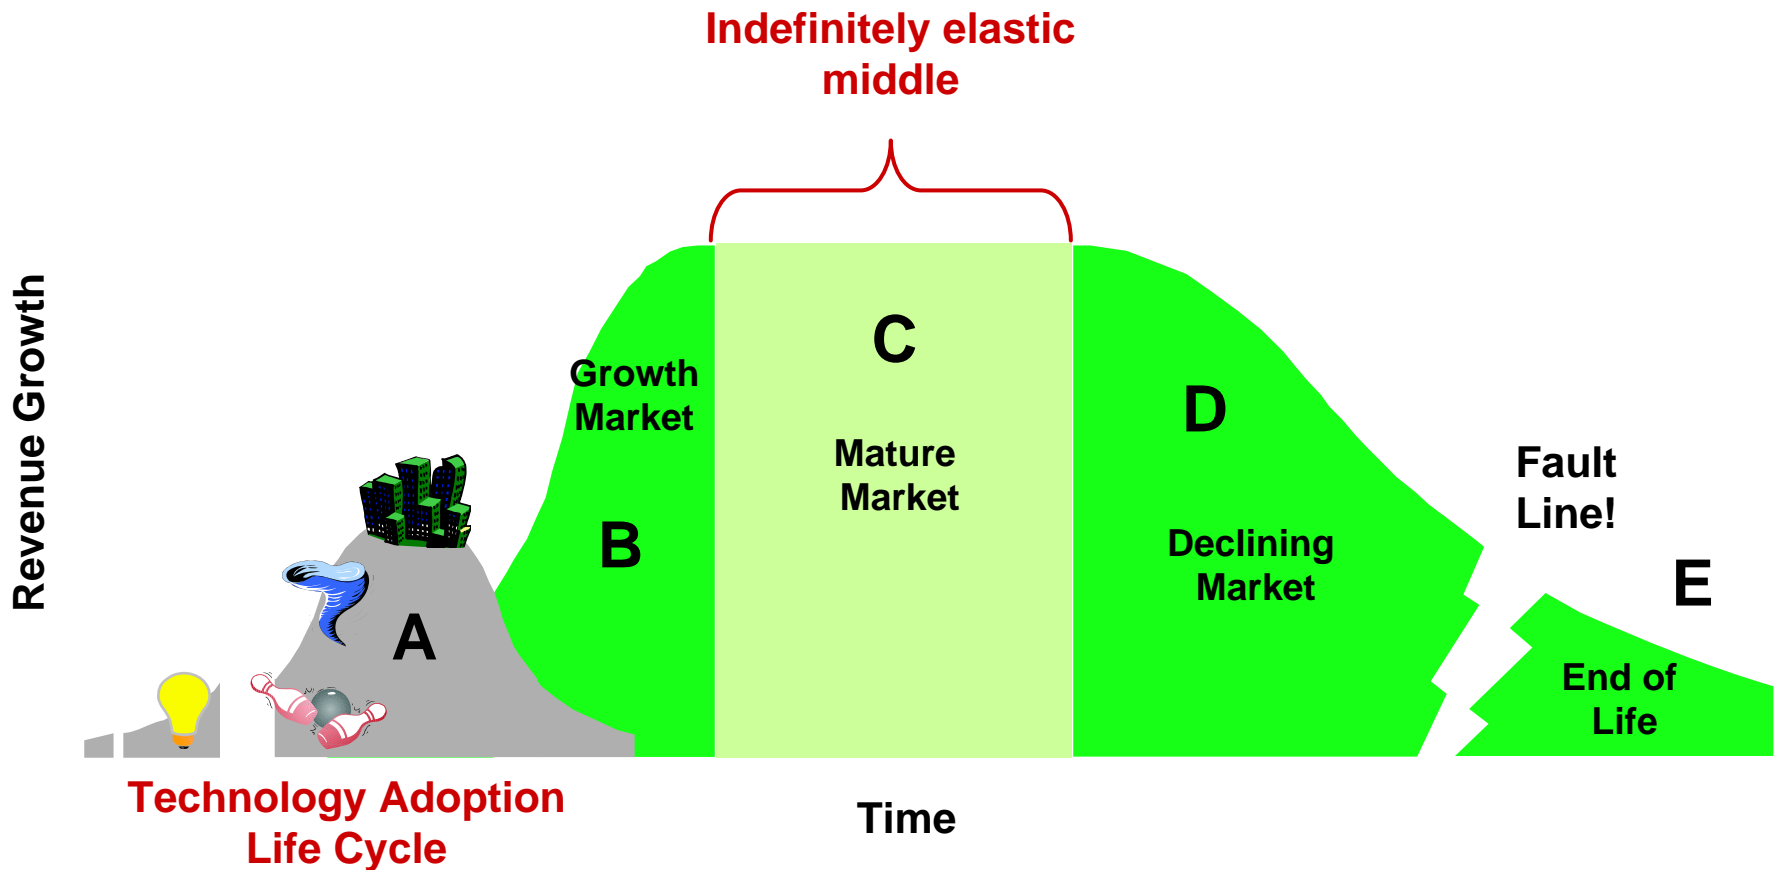 Indefinitely elastic
middle
Revenue Growth
A
B
Growth
Market
C
Mature
Market
D
Declining
Market
Fault
Line!
E
End of
Life
Technology Adoption
Life Cycle
Time